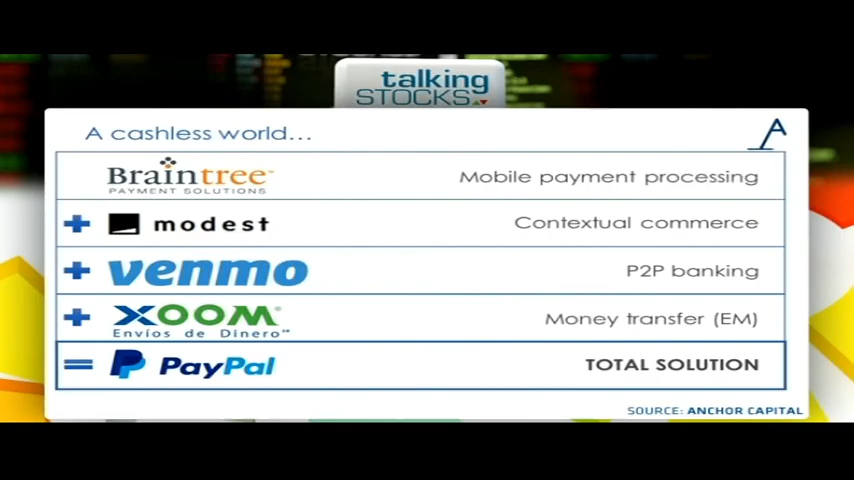 talking
STOCKS
A cashless world...
Braintree
PAYMENT SOLUTIONS
Mobile payment processing
+ modest
Contextual commerce
+ venmo
P2P banking
+ XOOM®
Envíos de Dinero℠
Money transfer (EM)
= PayPal
TOTAL SOLUTION
SOURCE: ANCHOR CAPITAL